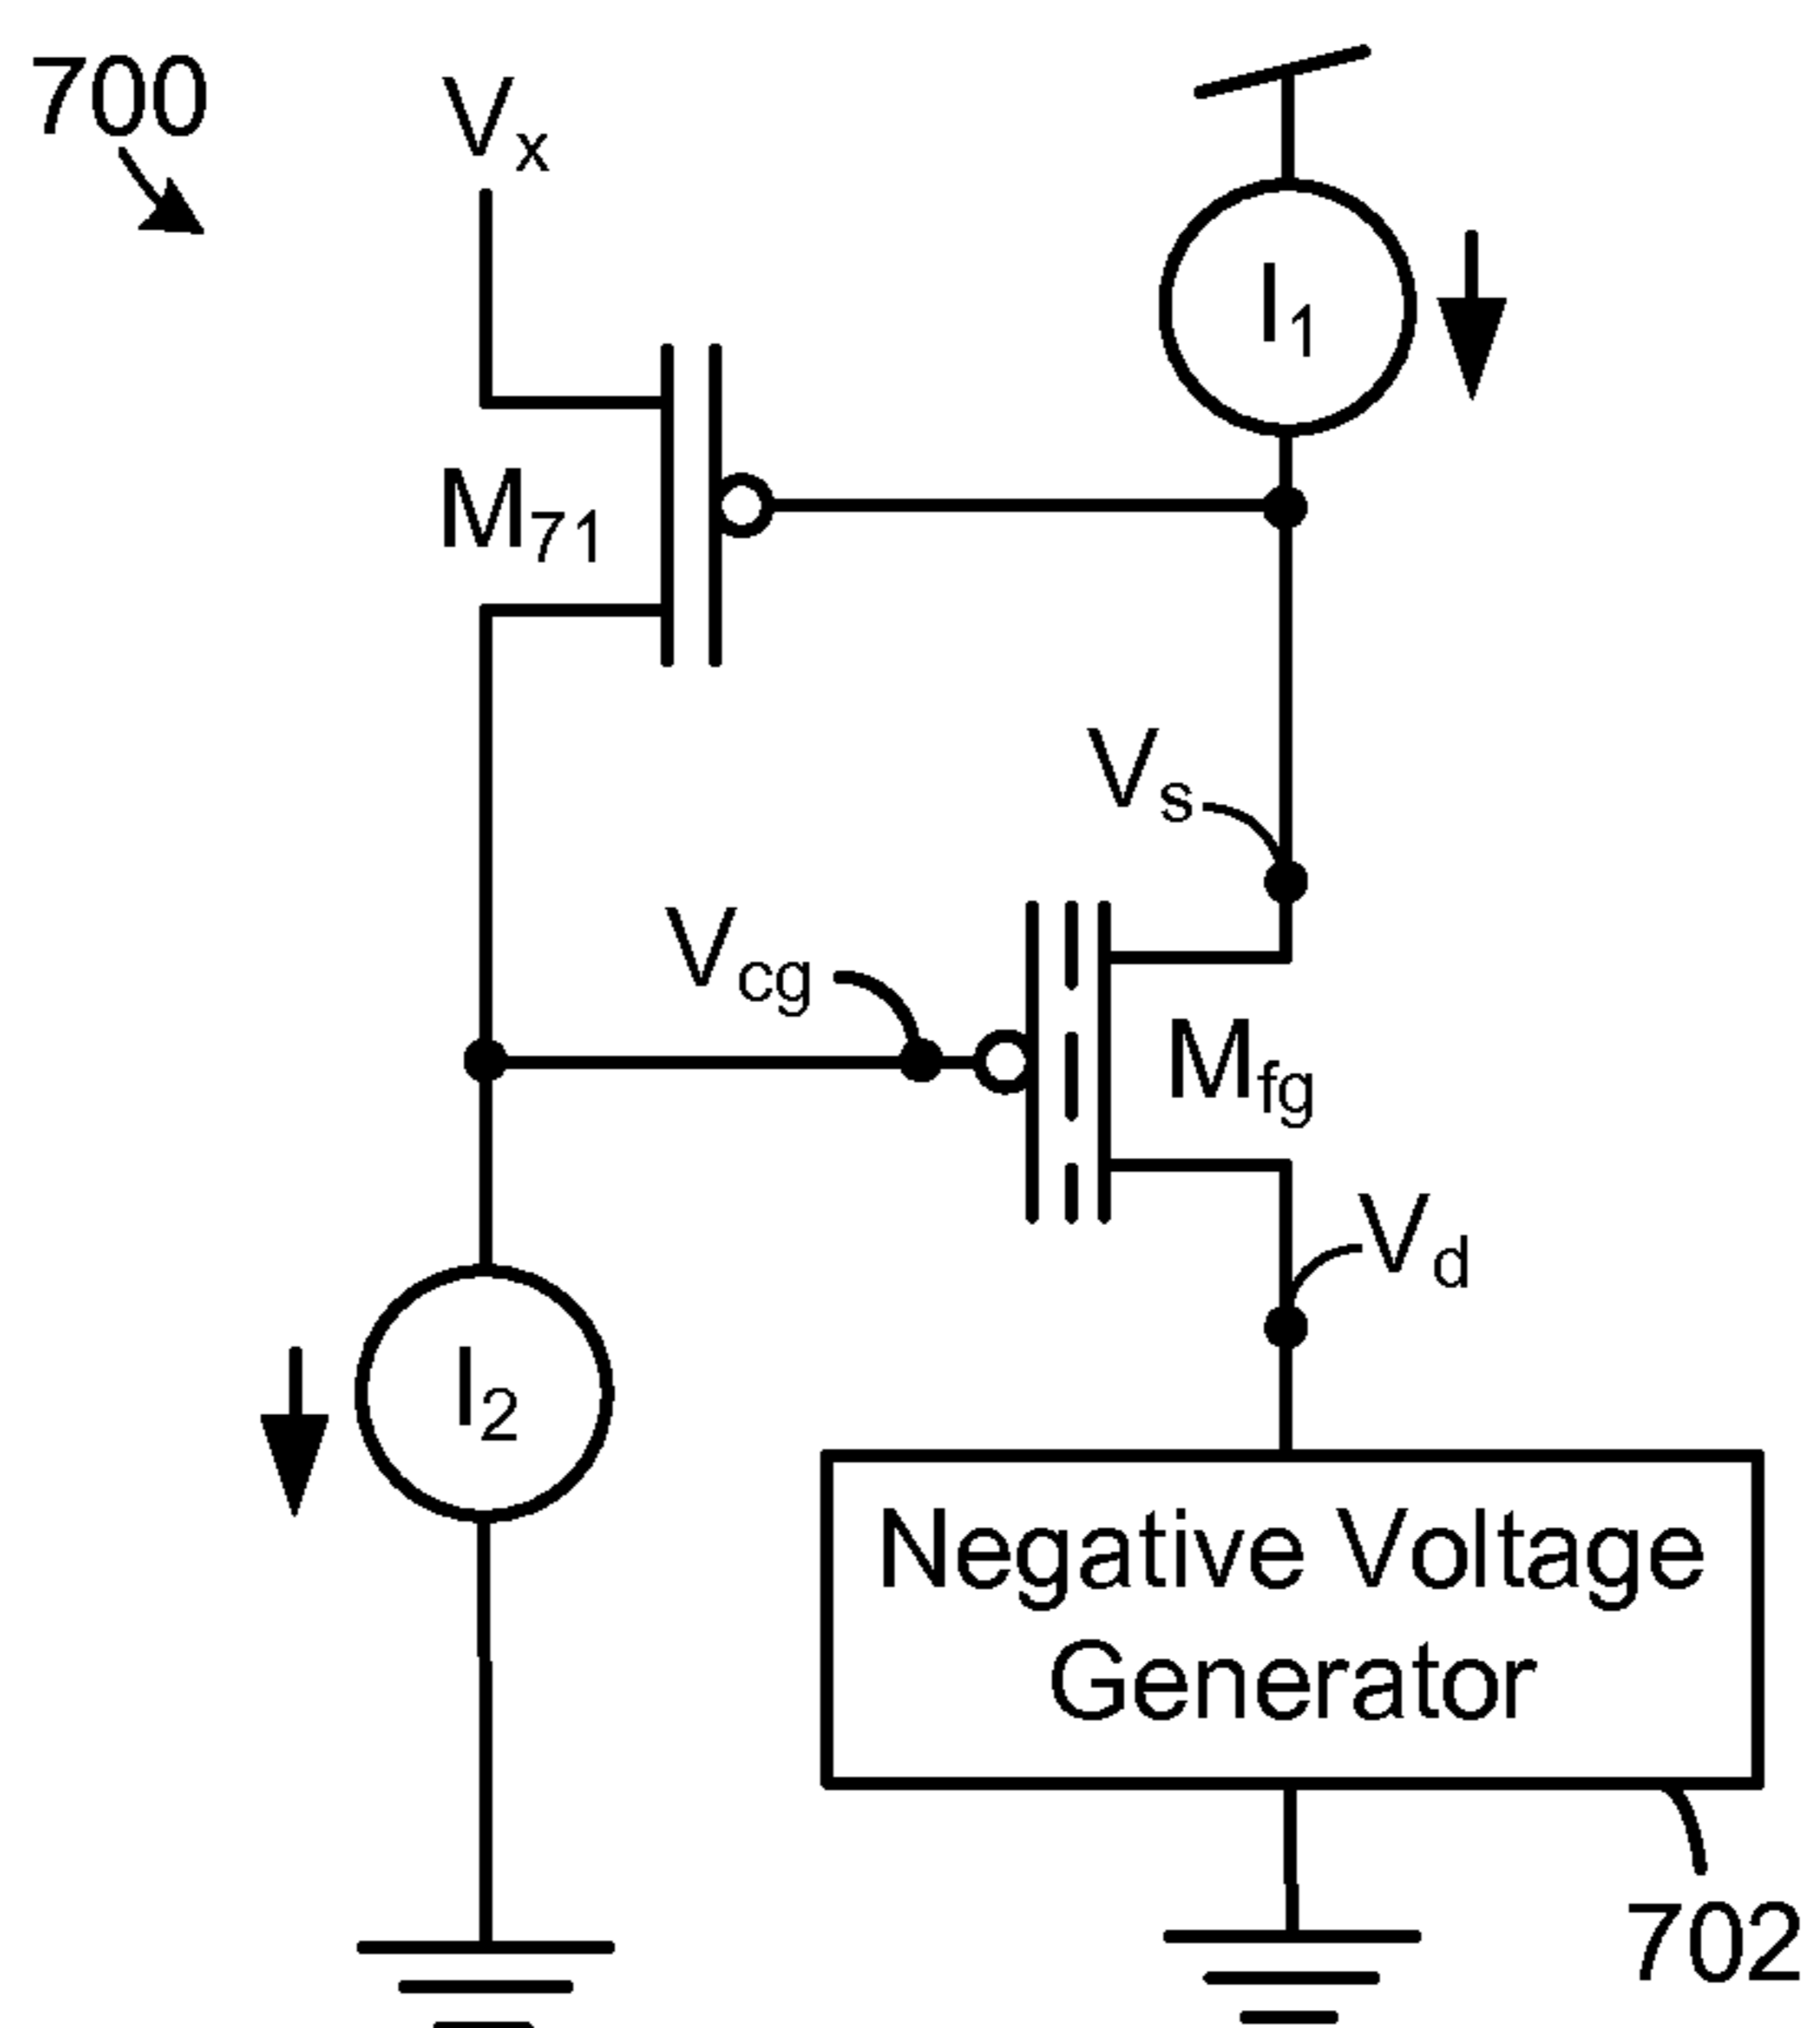 700
Vx
I1
M71
Vs
Vcg
Mfg
Vd
I2
Negative Voltage
Generator
702